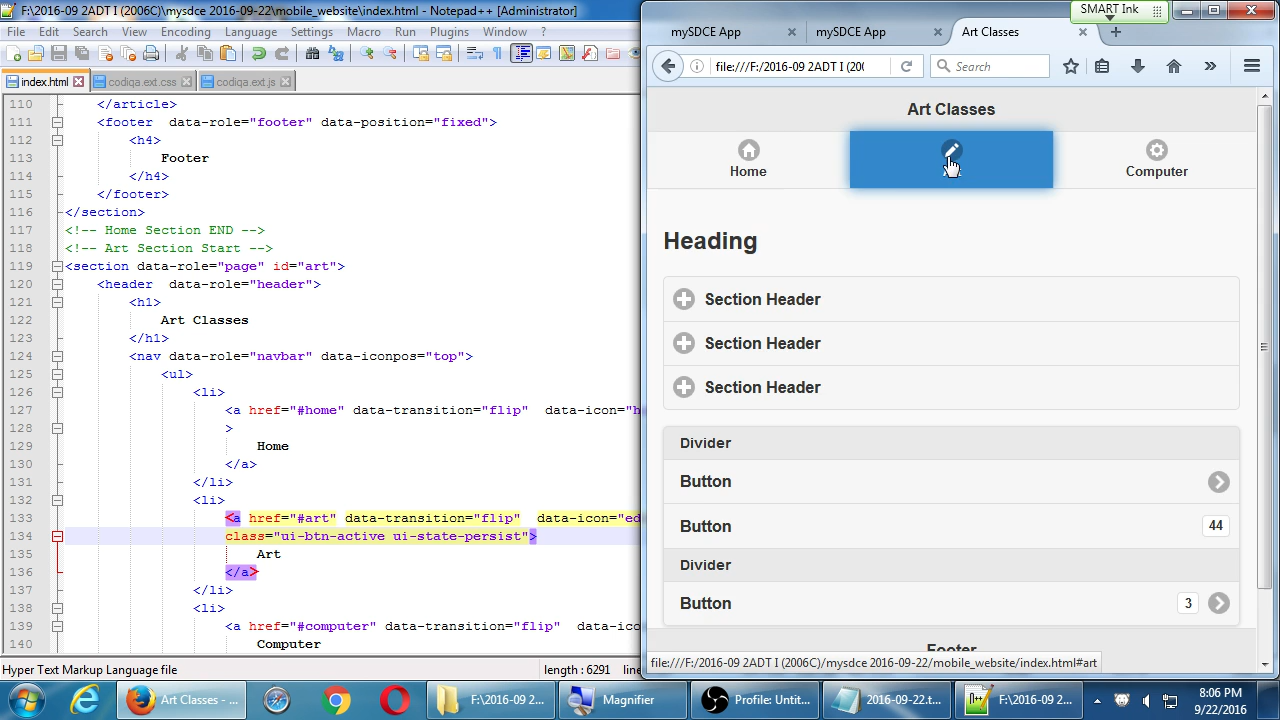 F:\2016-09 2ADT I (2006C)\mysdce 2016-09-22\mobile_website\index.html - Notepad++ [Administrator]
File Edit Search View Encoding Language Settings Macro Run Plugins Window ?
index.html codiqa.ext.css codiqa.ext.js
110 </article>
111 <footer data-role="footer" data-position="fixed">
112 <h4>
113 Footer
114 </h4>
115 </footer>
116 </section>
117 <!-- Home Section END -->
118 <!-- Art Section Start -->
119 <section data-role="page" id="art">
120 <header data-role="header">
121 <h1>
122 Art Classes
123 </h1>
124 <nav data-role="navbar" data-iconpos="top">
125 <ul>
126 <li>
127 <a href="#home" data-transition="flip" data-icon="h
128 >
129 Home
130 </a>
131 </li>
132 <li>
133 <a href="#art" data-transition="flip" data-icon="ed
134 class="ui-btn-active ui-state-persist">
135 Art
136 </a>
137 </li>
138 <li>
139 <a href="#computer" data-transition="flip" data-ico
140 Computer
Hyper Text Markup Language file length : 6291 line
SMART Ink
mySDCE App mySDCE App Art Classes
file:///F:/2016-09 2ADT I (200 Search
Art Classes
Home Computer
Heading
Section Header
Section Header
Section Header
Divider
Button
Button 44
Divider
Button 3
Footer
file:///F:/2016-09 2ADT I (2006C)/mysdce 2016-09-22/mobile_website/index.html#art
Art Classes - ... F:\2016-09 2... Magnifier Profile: Untit... 2016-09-22.t... F:\2016-09 2... 8:06 PM
9/22/2016